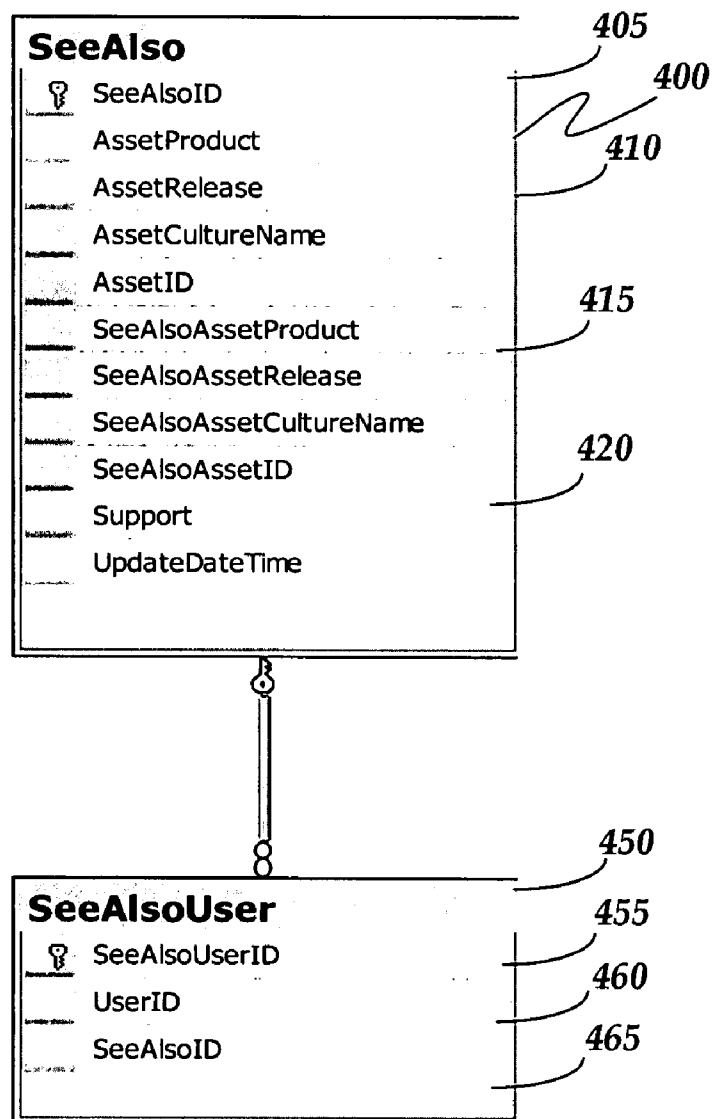 SeeAlso
405
SeeAlsoID
400
AssetProduct
410
AssetRelease
AssetCultureName
AssetID
415
SeeAlsoAssetProduct
SeeAlsoAssetRelease
SeeAlsoAssetCultureName
420
SeeAlsoAssetID
Support
UpdateDateTime
450
SeeAlsoUser
455
SeeAlsoUserID
460
UserID
465
SeeAlsoID